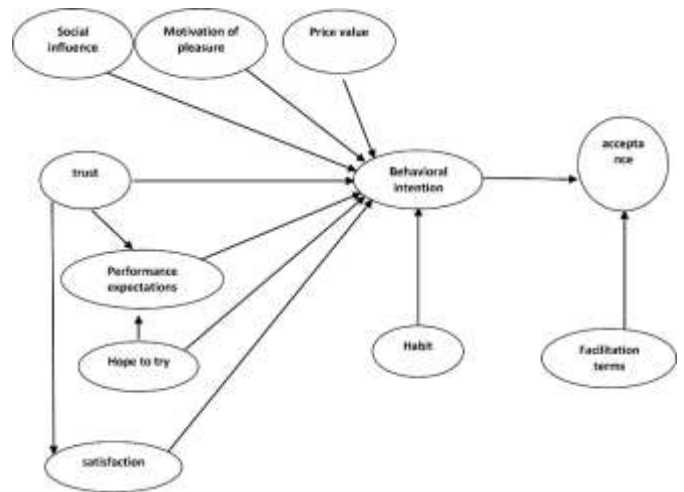 Social
influence
Motivation of
pleasure
Price value
trust
Behavioral
intention
accepta
nce
Performance
expectations
Hope to try
Habit
Facilitation
terms
satisfaction